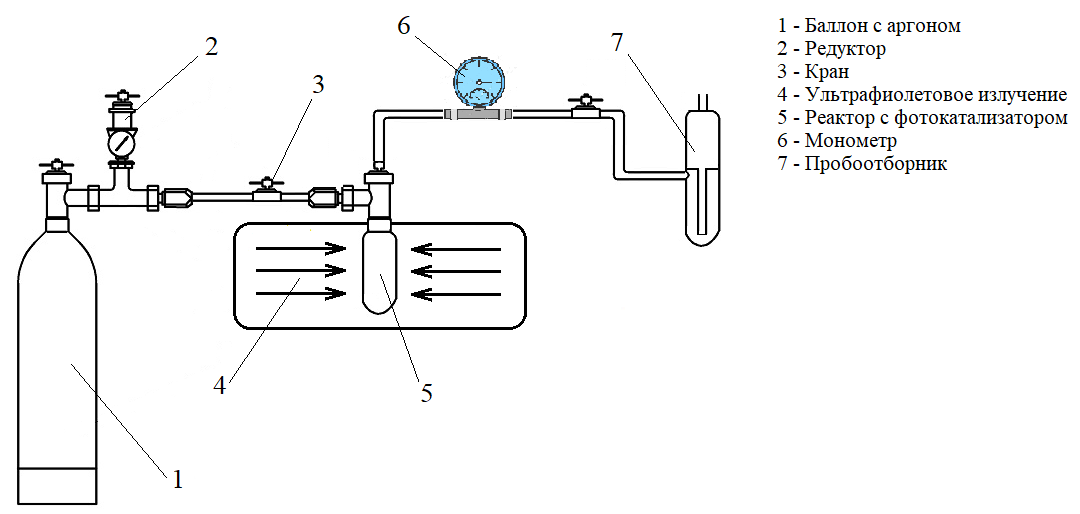 6
7
2
3
4
5
1
1 - Баллон с аргоном
2 - Редуктор
3 - Кран
4 - Ультрафиолетовое излучение
5 - Реактор с фотокатализатором
6 - Монометр
7 - Пробоотборник